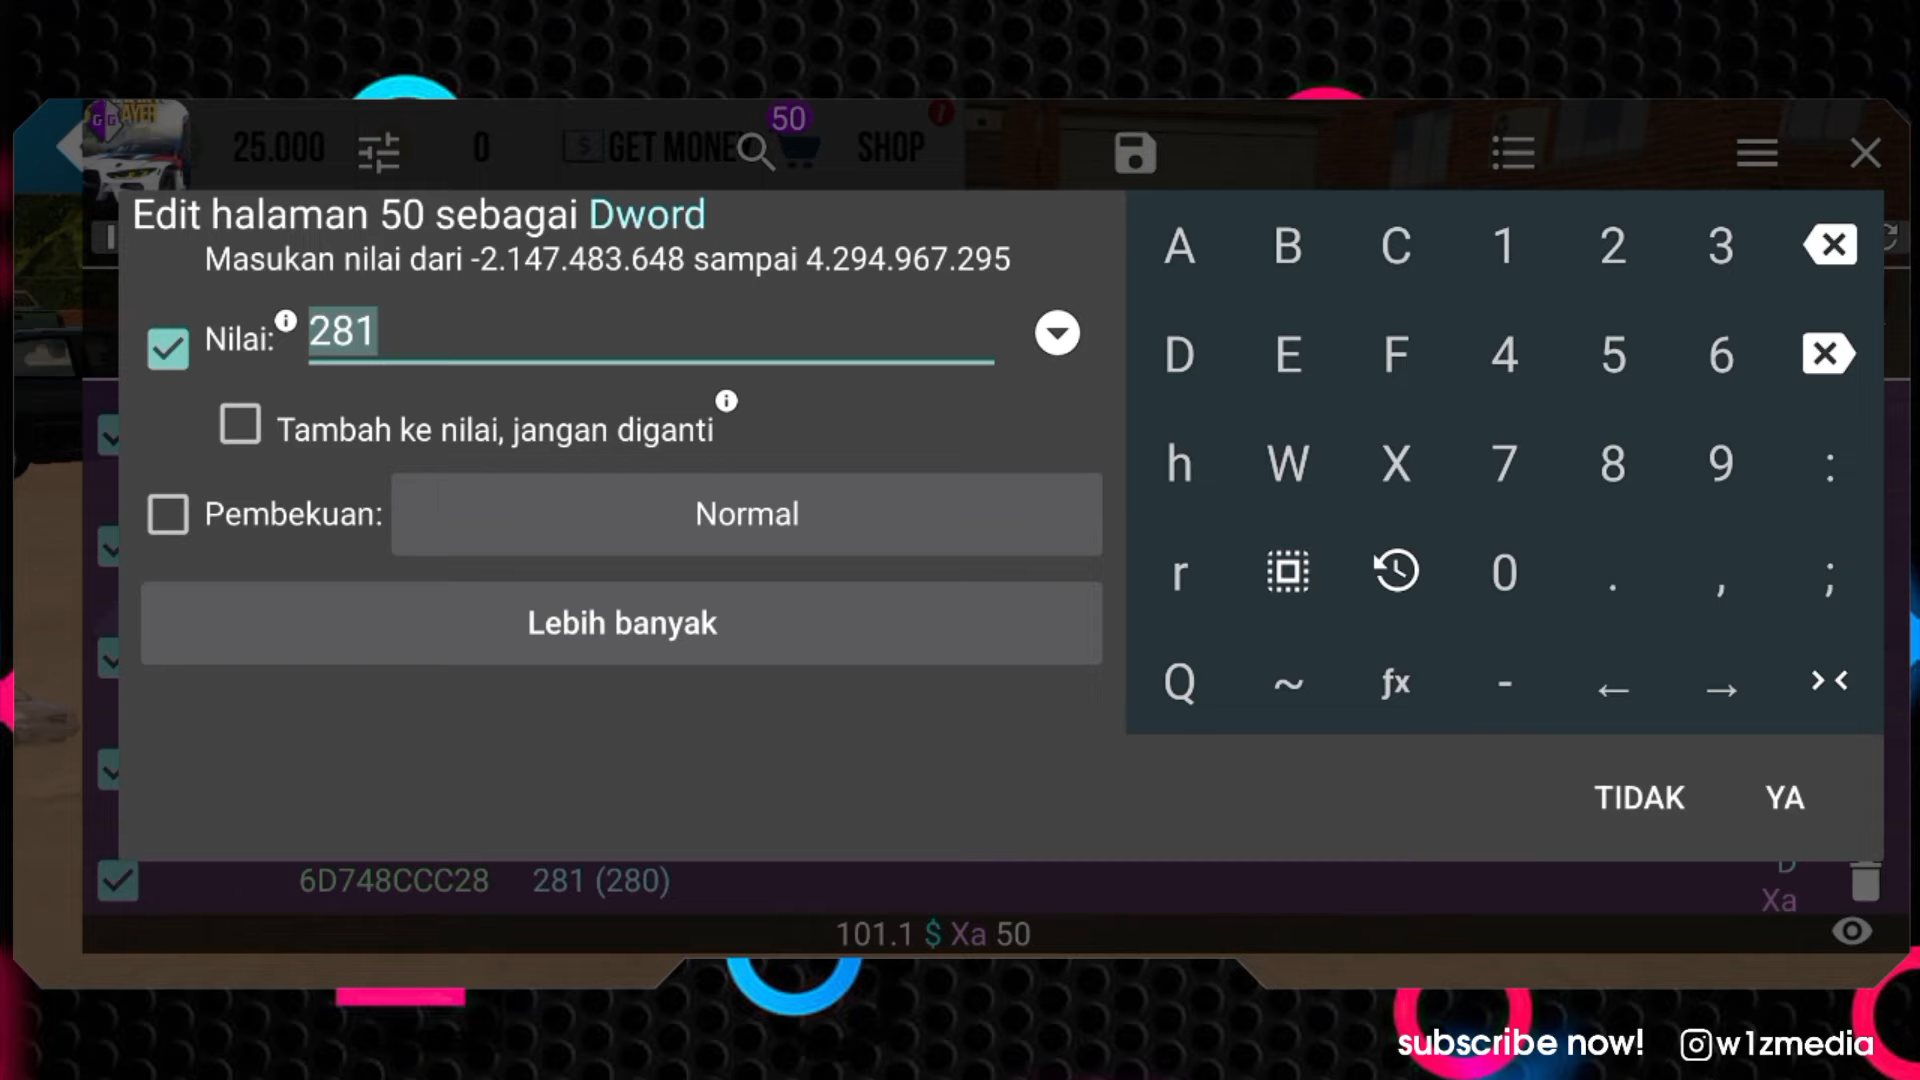 GG AYER
25.000 0 $ GET MONEY 50 SHOP i
Edit halaman 50 sebagai Dword
Masukan nilai dari -2.147.483.648 sampai 4.294.967.295
Nilai: i 281
Tambah ke nilai, jangan diganti i
Pembekuan: Normal
Lebih banyak
A B C 1 2 3
D E F 4 5 6
h W X 7 8 9 :
r 0 . , ;
Q ~ ƒx - ← → ><
TIDAK YA
6D748CCC28 281 (280) D
Xa
101.1 $ Xa 50
subscribe now! w1zmedia